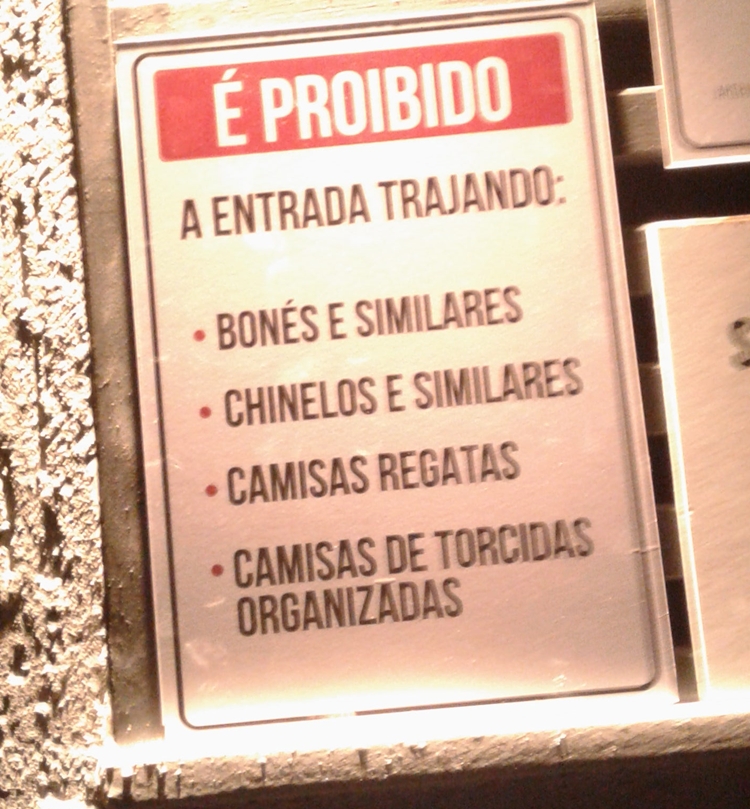 É PROIBIDO
A ENTRADA TRAJANDO:
• BONÉS E SIMILARES
• CHINELOS E SIMILARES
• CAMISAS REGATAS
• CAMISAS DE TORCIDAS
ORGANIZADAS